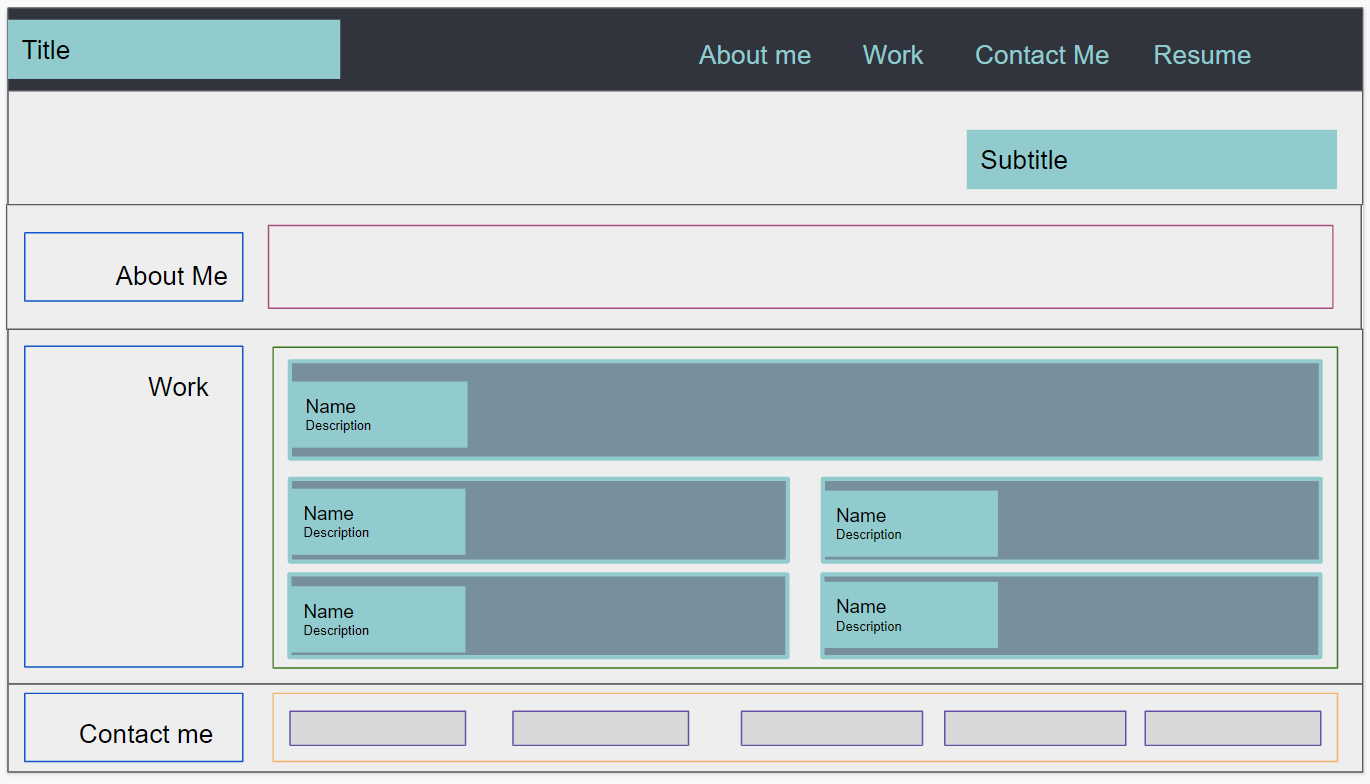 Title
About me Work Contact Me Resume
Subtitle
About Me
Work
Name
Description
Name
Description
Name
Description
Name
Description
Name
Description
Contact me